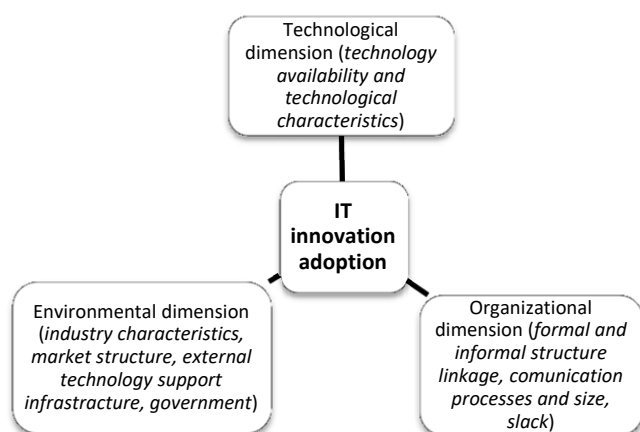 Technological
dimension (technology
availability and
technological
characteristics)
IT
innovation
adoption
Environmental dimension
(industry characteristics,
market structure, external
technology support
infrastracture, government)
Organizational
dimension (formal and
informal structure
linkage, comunication
processes and size,
slack)